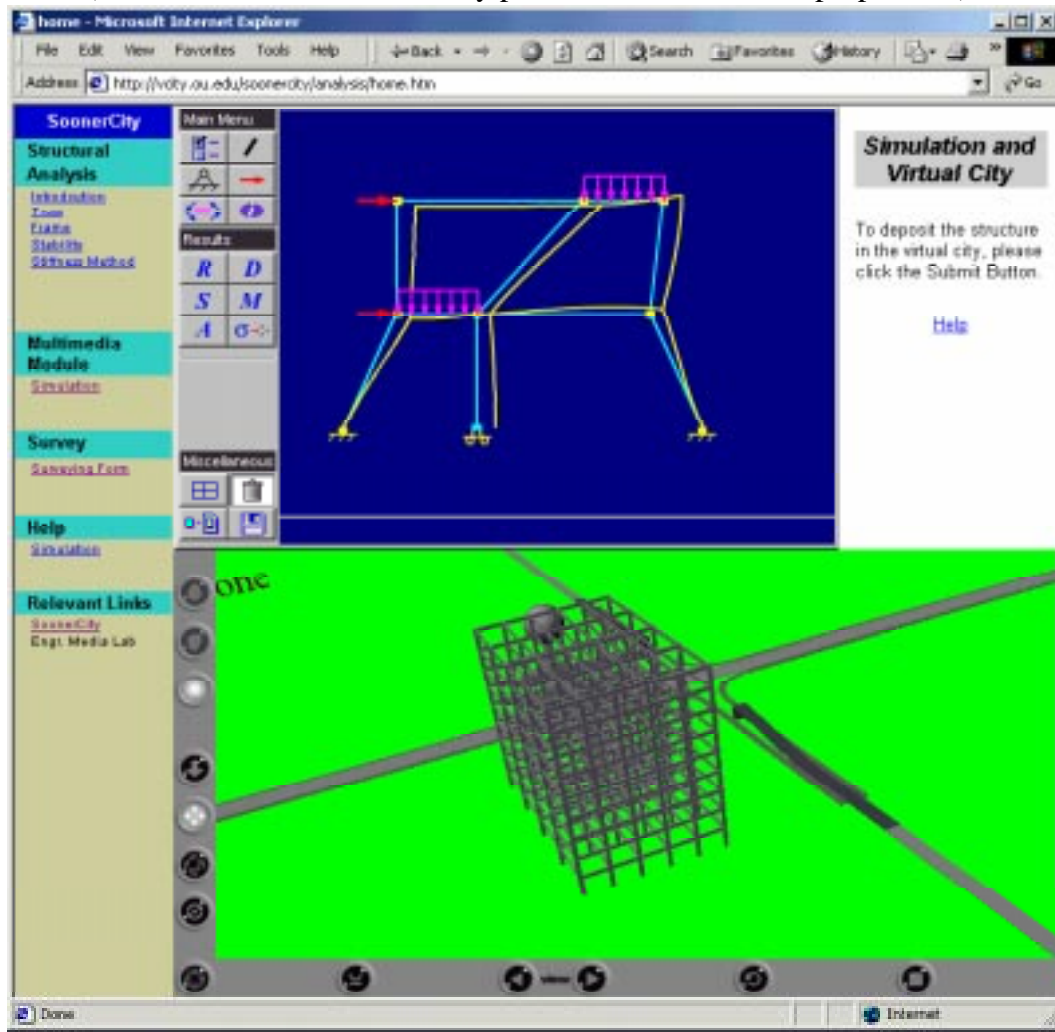 home - Microsoft Internet Explorer
File Edit View Favorites Tools Help Back Search Favorites History
Address http://vcity.ou.edu/soonercity/analysis/home.htm Go
SoonerCity
Structural
Analysis
Introduction
Frame
Stability
Stiffness Method
Multimedia
Module
Simulation
Survey
Surveying Form
Help
Simulation
Relevant Links
SoonerCity
Engr. Media Lab
Main Menu
Results
R D
S M
A σ
Miscellaneous
Simulation and
Virtual City
To deposit the structure
in the virtual city, please
click the Submit Button.
Help
one
view
Done
Internet